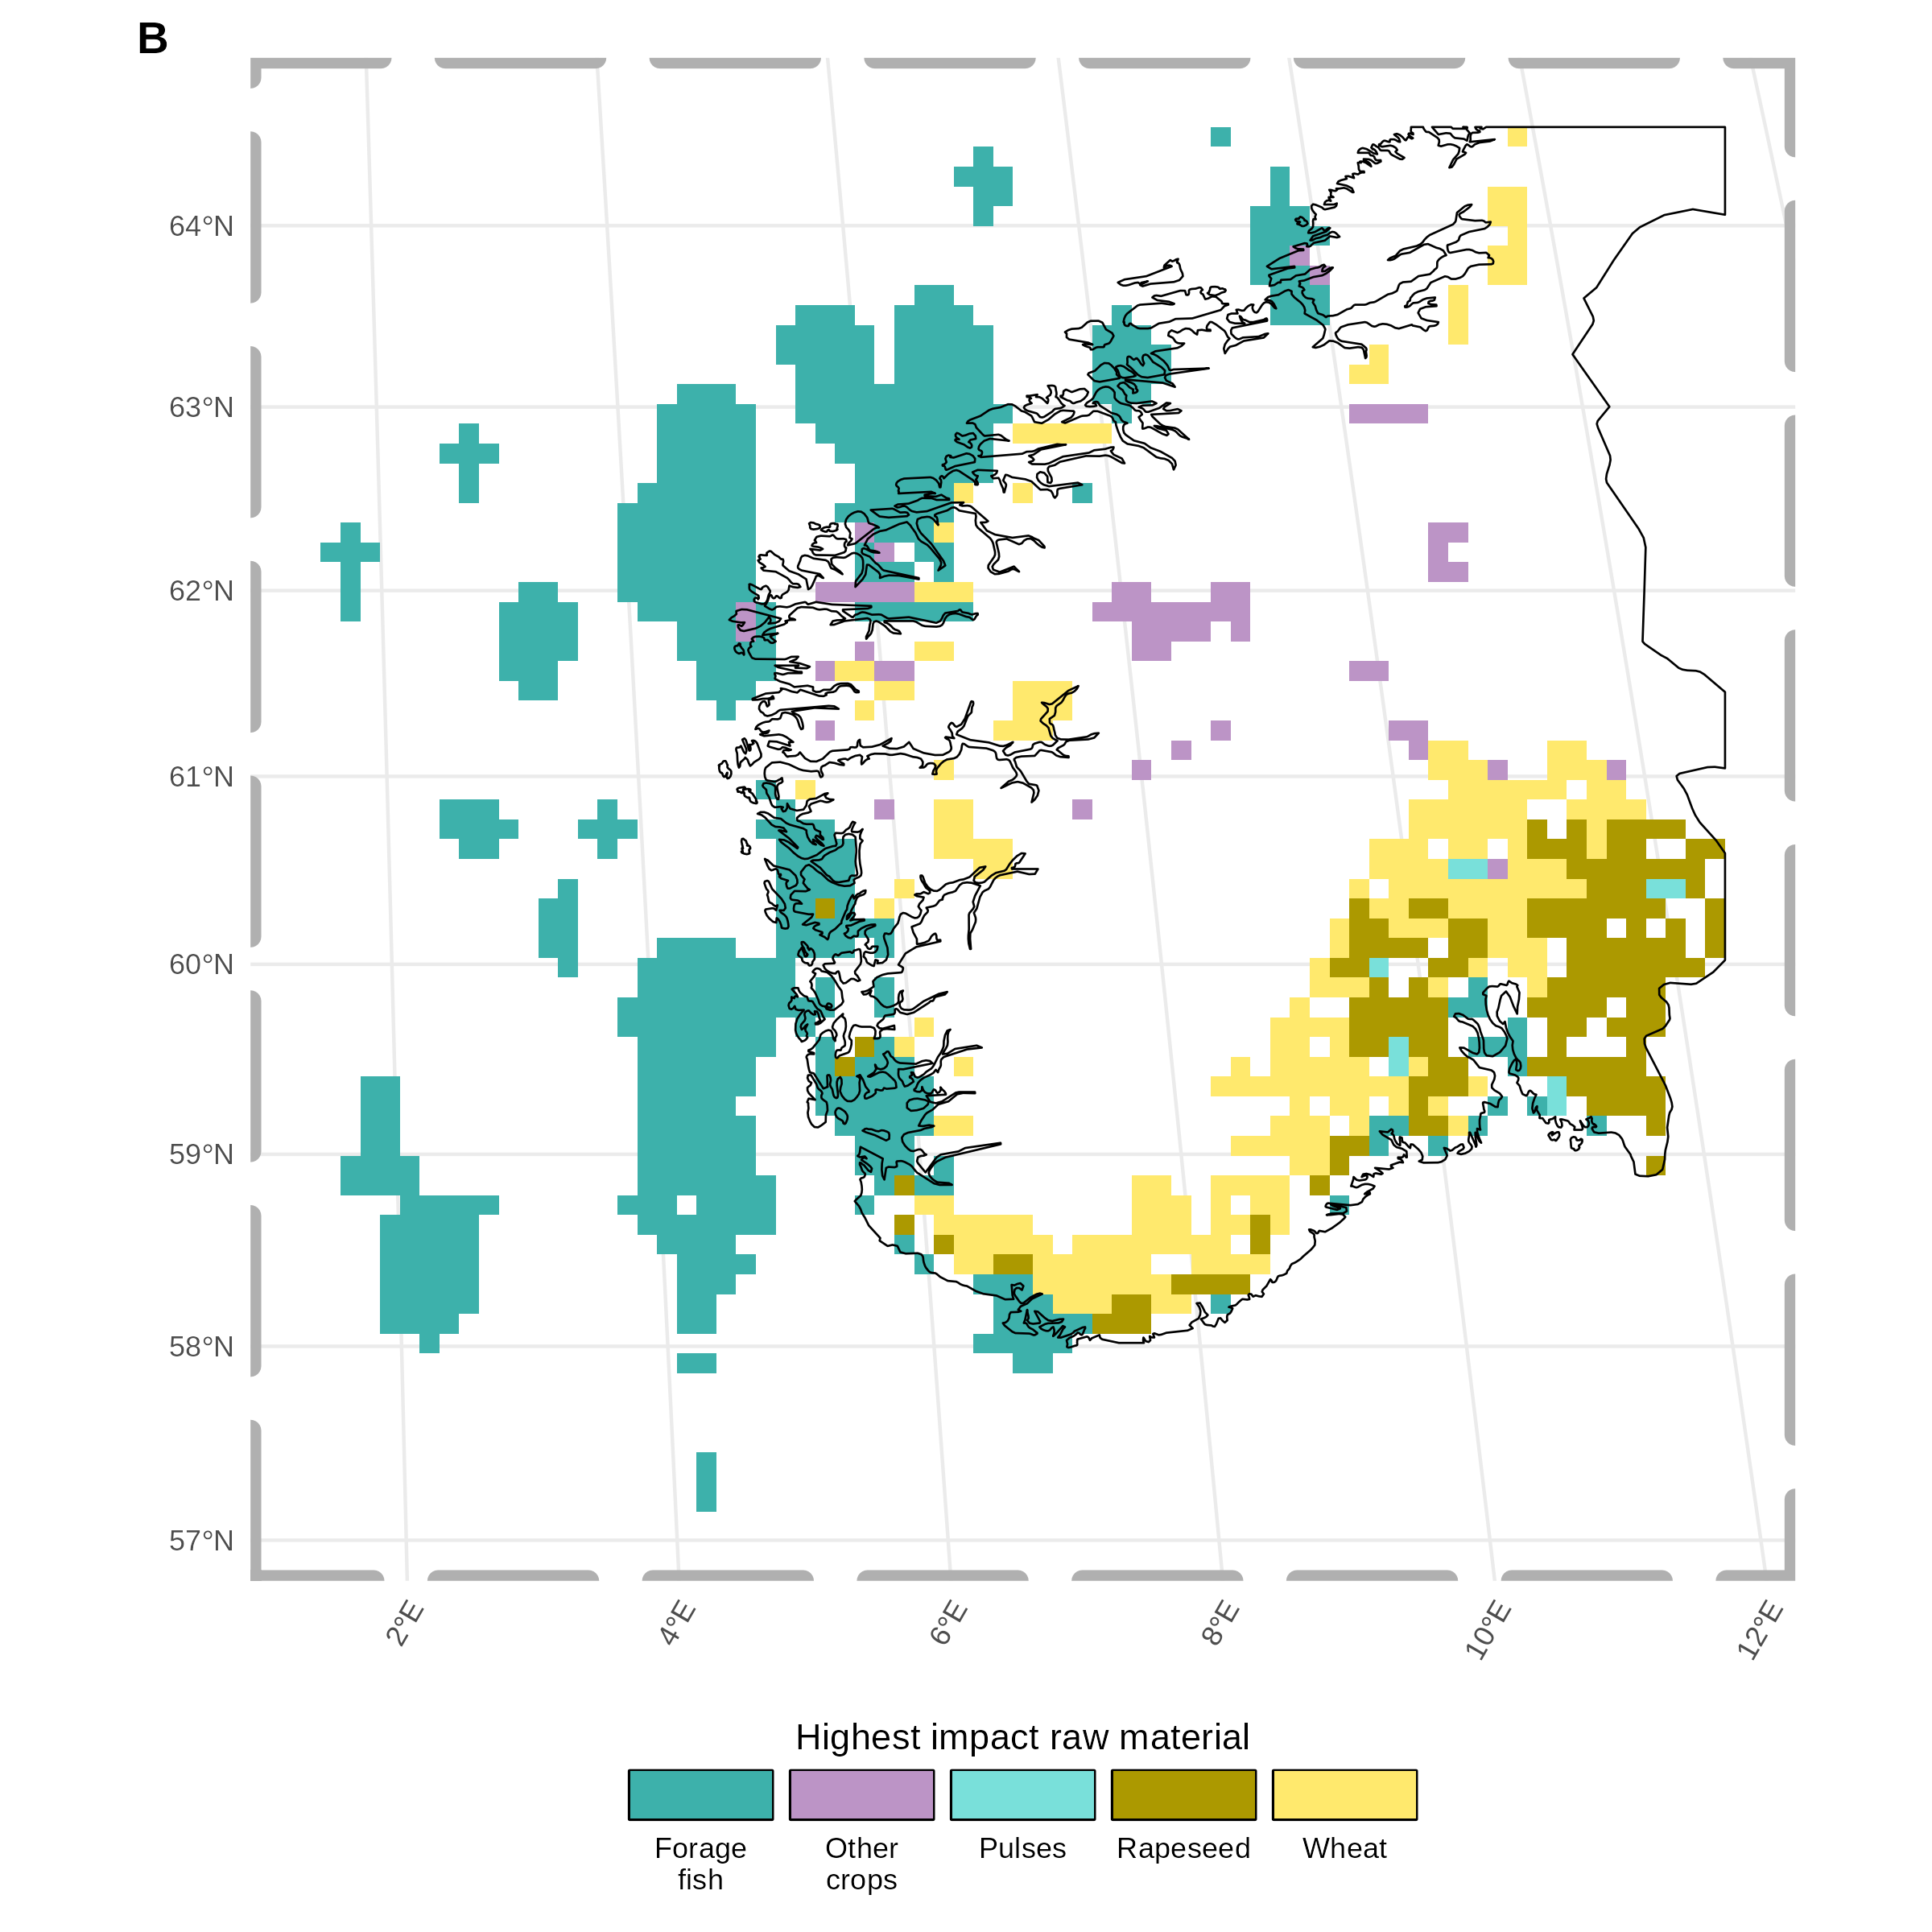 B
64°N
63°N
62°N
61°N
60°N
59°N
58°N
57°N
2°E
4°E
6°E
8°E
10°E
12°E
Highest impact raw material
Forage
fish
Other
crops
Pulses
Rapeseed
Wheat